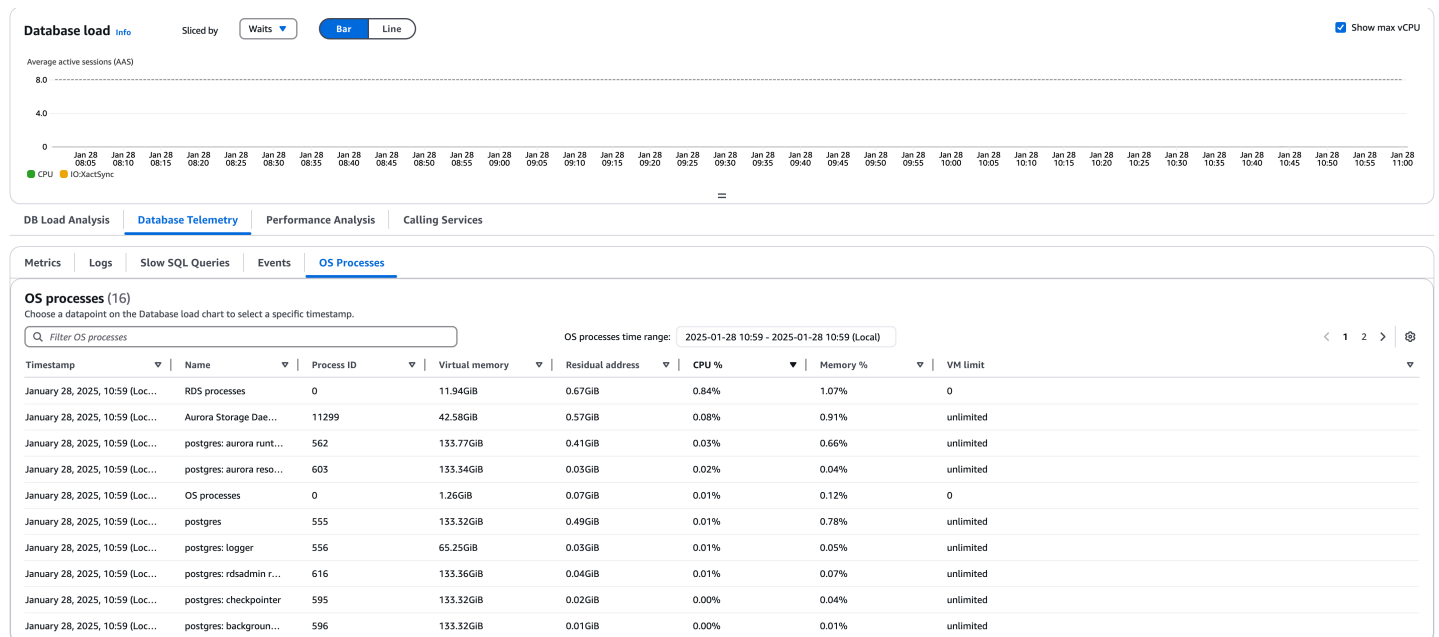 Database load Info Sliced by Waits Bar Line Show max vCPU
Average active sessions (AAS)
8.0
4.0
0
Jan 28 Jan 28 Jan 28 Jan 28 Jan 28 Jan 28 Jan 28 Jan 28 Jan 28 Jan 28 Jan 28 Jan 28 Jan 28 Jan 28 Jan 28 Jan 28 Jan 28 Jan 28 Jan 28 Jan 28 Jan 28 Jan 28 Jan 28 Jan 28 Jan 28 Jan 28 Jan 28 Jan 28 Jan 28 Jan 28 Jan 28 Jan 28 Jan 28 Jan 28 Jan 28 Jan 28
08:05 08:10 08:15 08:20 08:25 08:30 08:35 08:40 08:45 08:50 08:55 09:00 09:05 09:10 09:15 09:20 09:25 09:30 09:35 09:40 09:45 09:50 09:55 10:00 10:05 10:10 10:15 10:20 10:25 10:30 10:35 10:40 10:45 10:50 10:55 11:00
CPU IO:XactSync
DB Load Analysis Database Telemetry Performance Analysis Calling Services
Metrics Logs Slow SQL Queries Events OS Processes
OS processes (16)
Choose a datapoint on the Database load chart to select a specific timestamp.
Filter OS processes OS processes time range: 2025-01-28 10:59 - 2025-01-28 10:59 (Local) 1 2
Timestamp Name Process ID Virtual memory Residual address CPU % Memory % VM limit
January 28, 2025, 10:59 (Loc... RDS processes 0 11.94GiB 0.67GiB 0.84% 1.07% 0
January 28, 2025, 10:59 (Loc... Aurora Storage Dae... 11299 42.58GiB 0.57GiB 0.08% 0.91% unlimited
January 28, 2025, 10:59 (Loc... postgres: aurora runt... 562 133.77GiB 0.41GiB 0.03% 0.66% unlimited
January 28, 2025, 10:59 (Loc... postgres: aurora reso... 603 133.34GiB 0.03GiB 0.02% 0.04% unlimited
January 28, 2025, 10:59 (Loc... OS processes 0 1.26GiB 0.07GiB 0.01% 0.12% 0
January 28, 2025, 10:59 (Loc... postgres 555 133.32GiB 0.49GiB 0.01% 0.78% unlimited
January 28, 2025, 10:59 (Loc... postgres: logger 556 65.25GiB 0.03GiB 0.01% 0.05% unlimited
January 28, 2025, 10:59 (Loc... postgres: rdsadmin r... 616 133.36GiB 0.04GiB 0.01% 0.07% unlimited
January 28, 2025, 10:59 (Loc... postgres: checkpointer 595 133.32GiB 0.02GiB 0.00% 0.04% unlimited
January 28, 2025, 10:59 (Loc... postgres: backgroun... 596 133.32GiB 0.01GiB 0.00% 0.01% unlimited